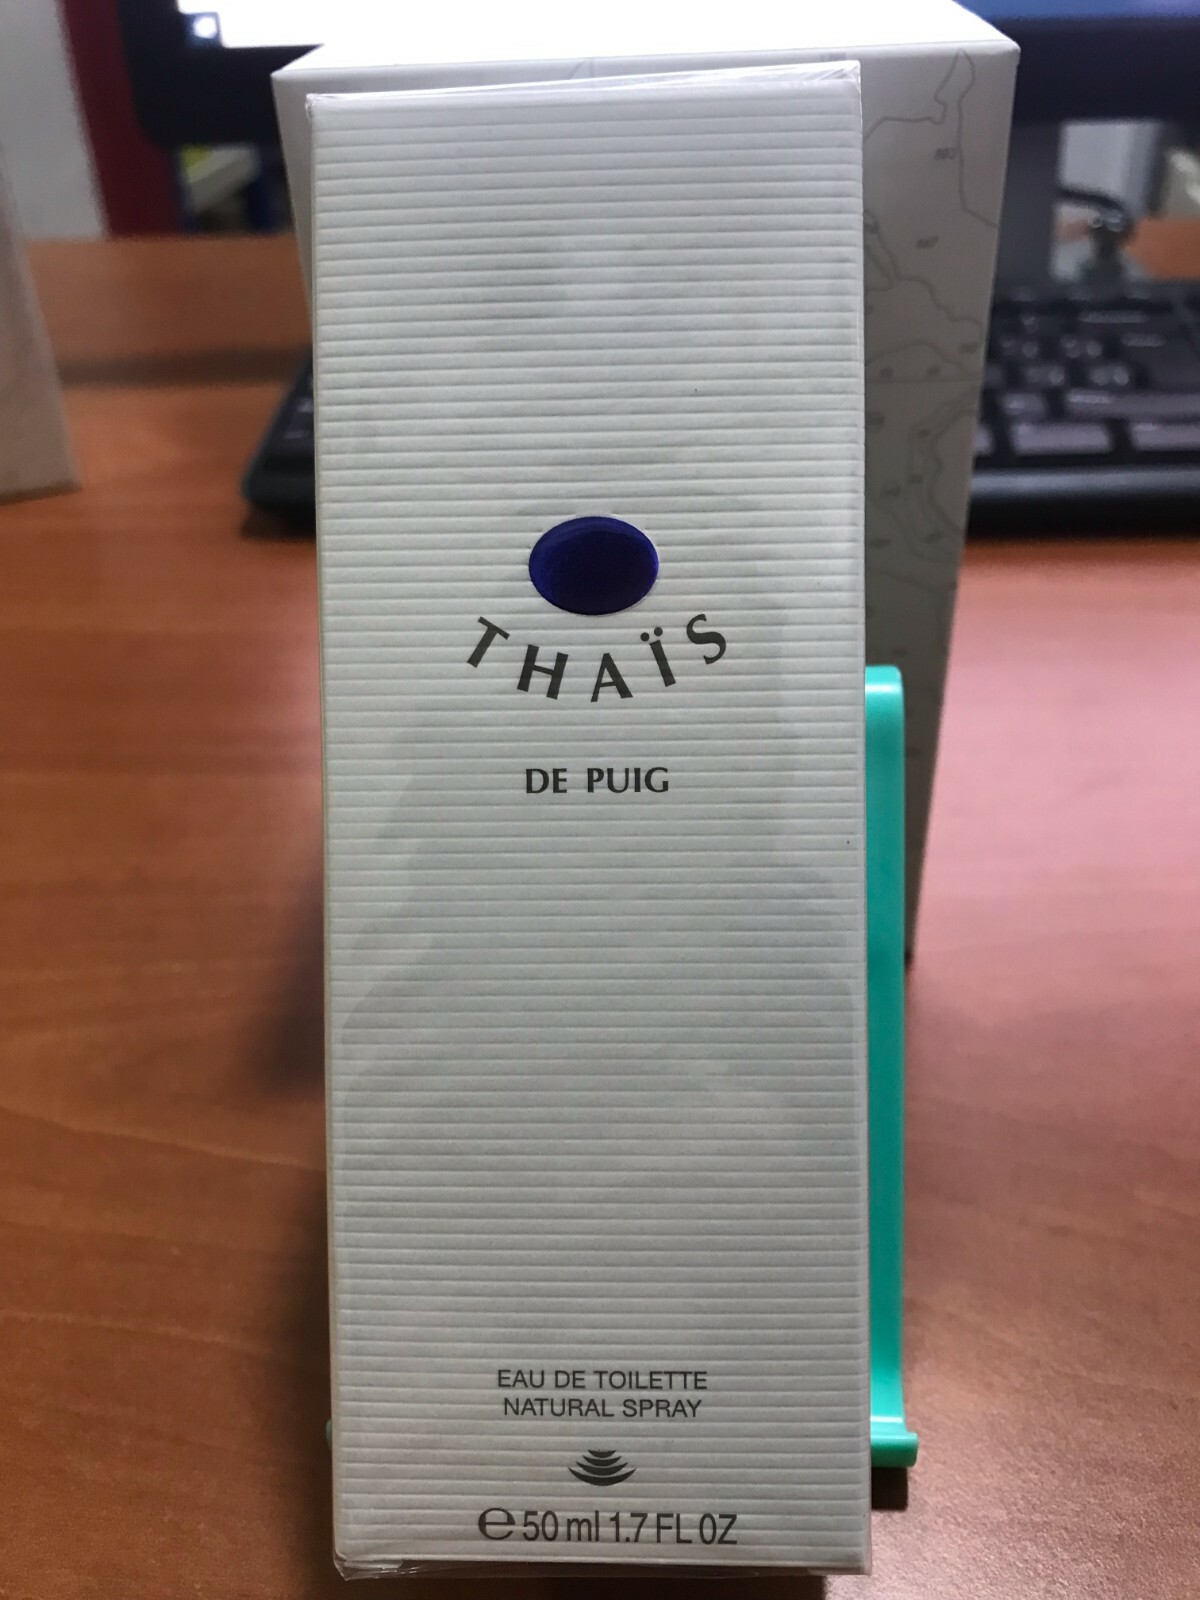 THAÏS
DE PUIG
EAU DE TOILETTE
NATURAL SPRAY
℮ 50 ml 1.7 FL OZ